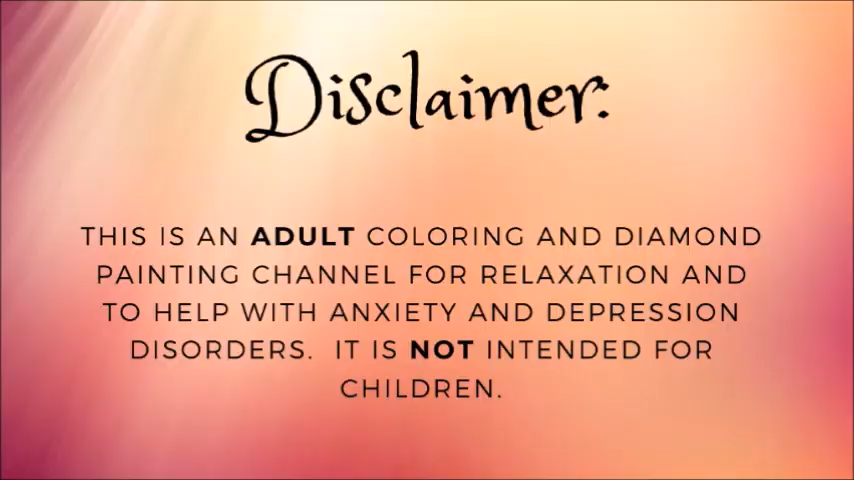 Disclaimer:
THIS IS AN ADULT COLORING AND DIAMOND
PAINTING CHANNEL FOR RELAXATION AND
TO HELP WITH ANXIETY AND DEPRESSION
DISORDERS. IT IS NOT INTENDED FOR
CHILDREN.